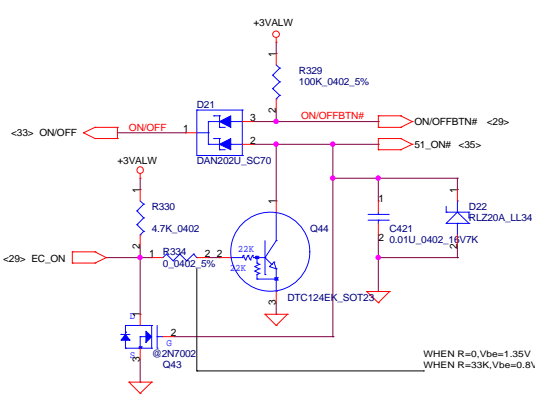 +3VALW
1
R329
100K_0402_5%
2
D21
<33> ON/OFF
ON/OFF
1
3
2
ON/OFFBTN#
ON/OFFBTN# <29>
51_ON# <35>
DAN202U_SC70
+3VALW
1
R330
4.7K_0402
2
<29> EC_ON
1
R334
0_0402_5%
2
2
22K
22K
1
Q44
3
DTC124EK_SOT23
1
C421
2
0.01U_0402_16V7K
1
D22
RLZ20A_LL34
2
D
1
S
3
G
2
@2N7002
Q43
WHEN R=0,Vbe=1.35V
WHEN R=33K,Vbe=0.8V